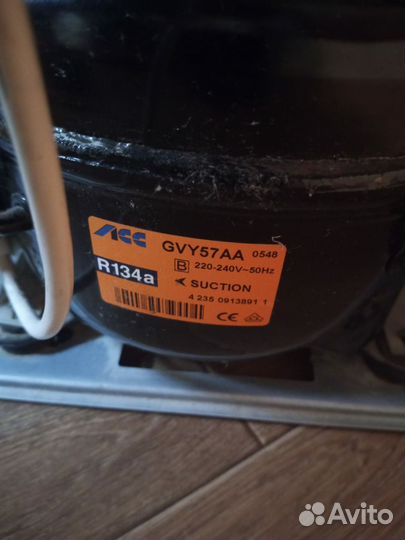 ACC GVY57AA 0548
R134a B 220-240V~50Hz
SUCTION
4 235 0913891 1
CE
Avito